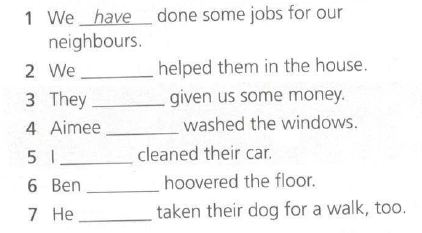 1 We have done some jobs for our
neighbours.
2 We ________ helped them in the house.
3 They ________ given us some money.
4 Aimee ________ washed the windows.
5 I ________ cleaned their car.
6 Ben ________ hoovered the floor.
7 He ________ taken their dog for a walk, too.